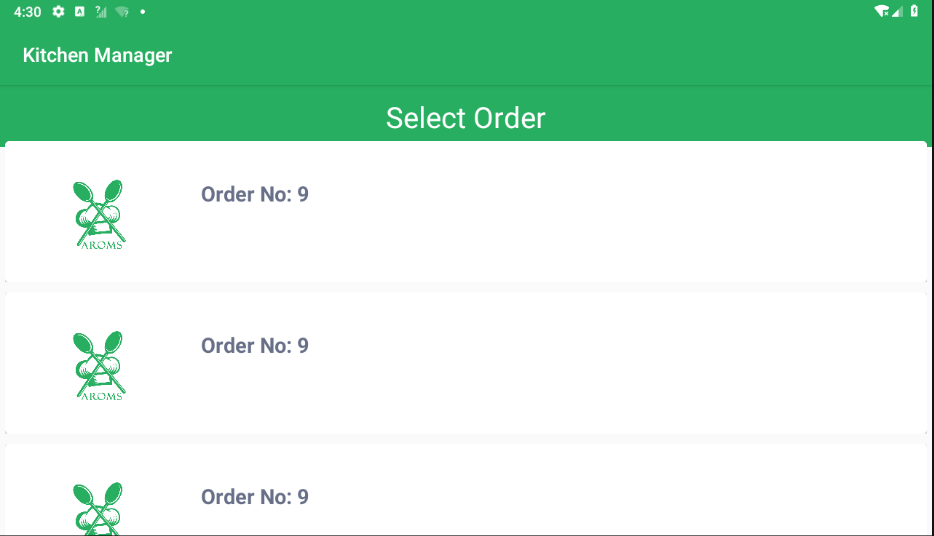 4:30
Kitchen Manager
Select Order
Order No: 9
AROMS
Order No: 9
AROMS
Order No: 9